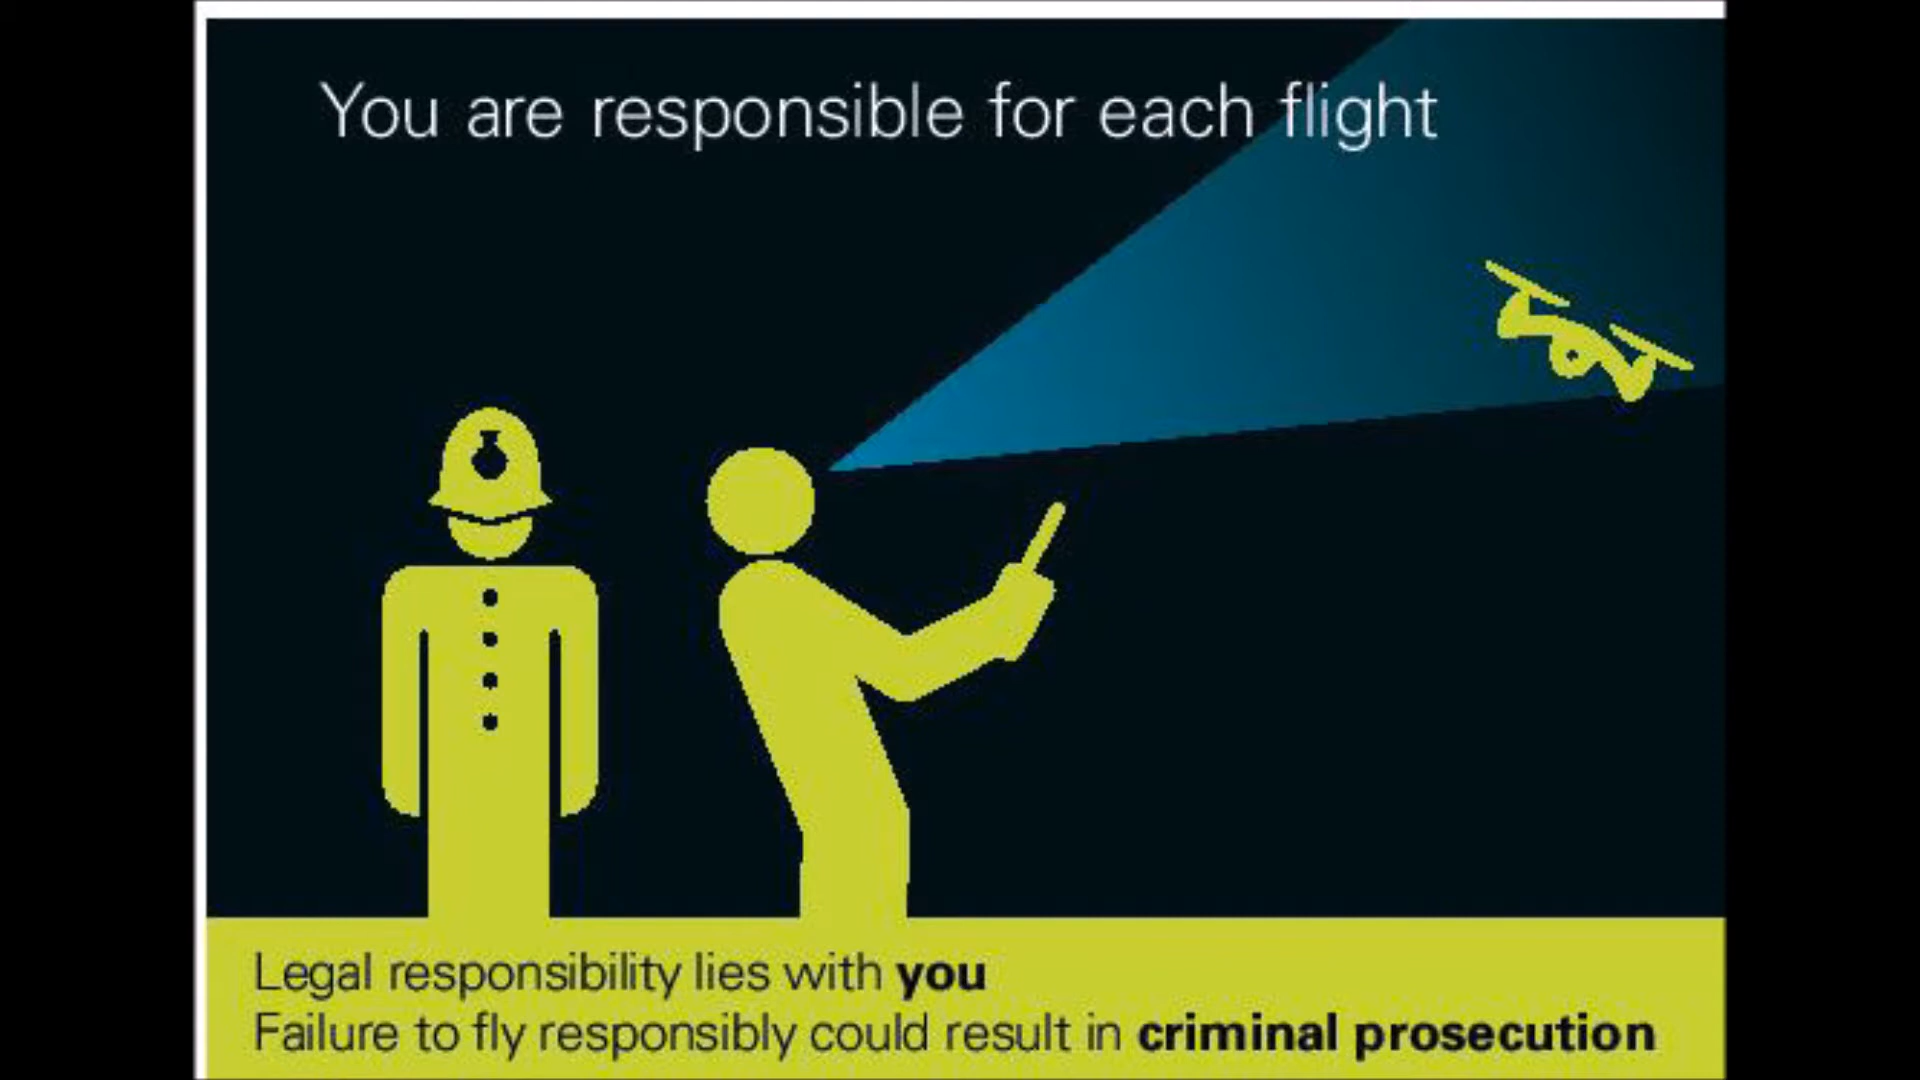 You are responsible for each flight
Legal responsibility lies with you
Failure to fly responsibly could result in criminal prosecution